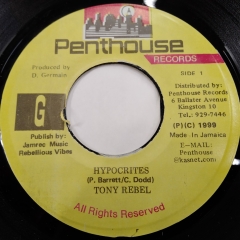 Penthouse
RECORDS
Produced by
D. Germain
SIDE 1
G
Distributed by:
Penthouse Records
6 Ballater Avenue
Kingston 10
Tel: 929-7446
(P)(C) 1999
Made In Jamaica
Publish by:
Jamrec Music
Rebellious Vibes
E-MAIL:
Penthouse
@kasnet.com
HYPOCRITES
(P. Barrett/C. Dodd)
TONY REBEL
All Rights Reserved